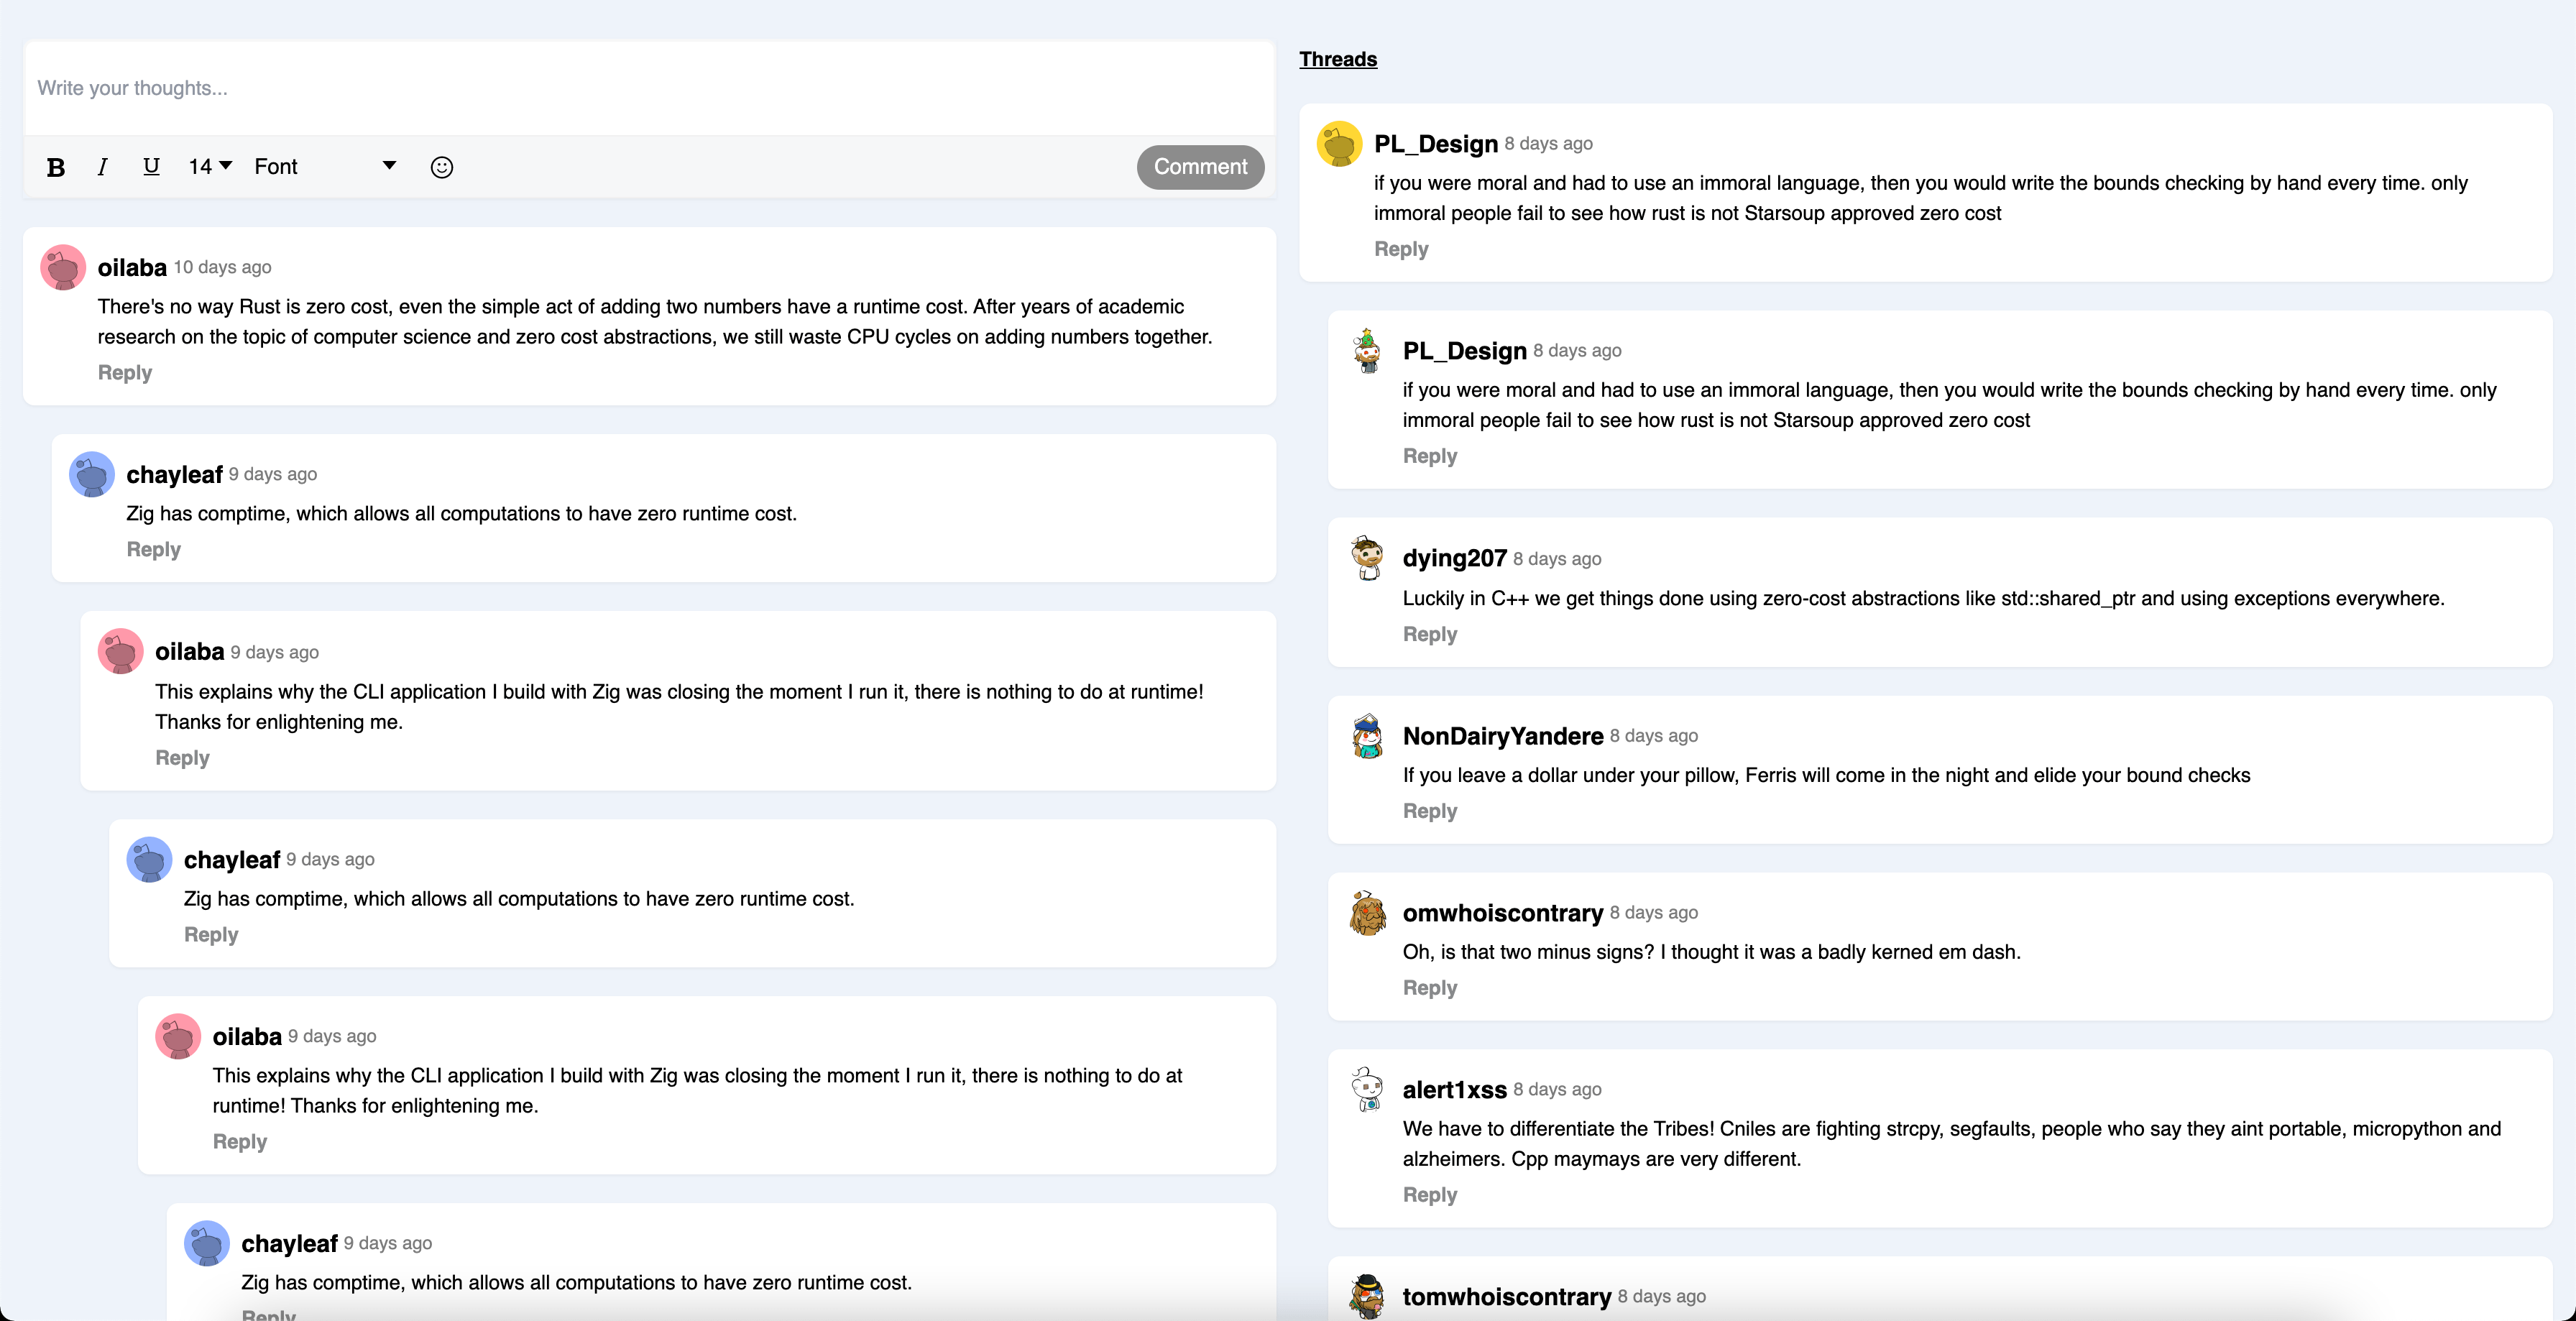 Write your thoughts...
B I U 14 Font
Comment
oilaba 10 days ago
There's no way Rust is zero cost, even the simple act of adding two numbers have a runtime cost. After years of academic
research on the topic of computer science and zero cost abstractions, we still waste CPU cycles on adding numbers together.
Reply
chayleaf 9 days ago
Zig has comptime, which allows all computations to have zero runtime cost.
Reply
oilaba 9 days ago
This explains why the CLI application I build with Zig was closing the moment I run it, there is nothing to do at runtime!
Thanks for enlightening me.
Reply
chayleaf 9 days ago
Zig has comptime, which allows all computations to have zero runtime cost.
Reply
oilaba 9 days ago
This explains why the CLI application I build with Zig was closing the moment I run it, there is nothing to do at
runtime! Thanks for enlightening me.
Reply
chayleaf 9 days ago
Zig has comptime, which allows all computations to have zero runtime cost.
Reply
Threads
PL_Design 8 days ago
if you were moral and had to use an immoral language, then you would write the bounds checking by hand every time. only
immoral people fail to see how rust is not Starsoup approved zero cost
Reply
PL_Design 8 days ago
if you were moral and had to use an immoral language, then you would write the bounds checking by hand every time. only
immoral people fail to see how rust is not Starsoup approved zero cost
Reply
dying207 8 days ago
Luckily in C++ we get things done using zero-cost abstractions like std::shared_ptr and using exceptions everywhere.
Reply
NonDairyYandere 8 days ago
If you leave a dollar under your pillow, Ferris will come in the night and elide your bound checks
Reply
omwhoiscontrary 8 days ago
Oh, is that two minus signs? I thought it was a badly kerned em dash.
Reply
alert1xss 8 days ago
We have to differentiate the Tribes! Cniles are fighting strcpy, segfaults, people who say they aint portable, micropython and
alzheimers. Cpp maymays are very different.
Reply
tomwhoiscontrary 8 days ago